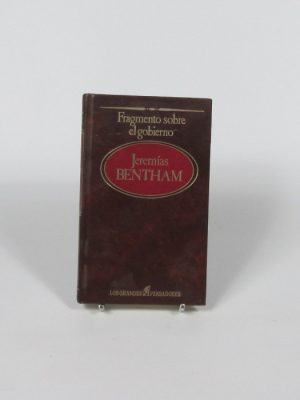 Fragmento sobre
el gobierno
Jeremías
BENTHAM
LOS GRANDES PENSADORES